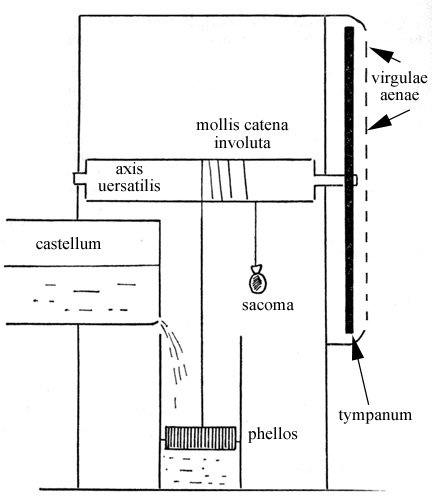 virgulae
aenae
mollis catena
involuta
axis
uersatilis
castellum
sacoma
tympanum
phellos